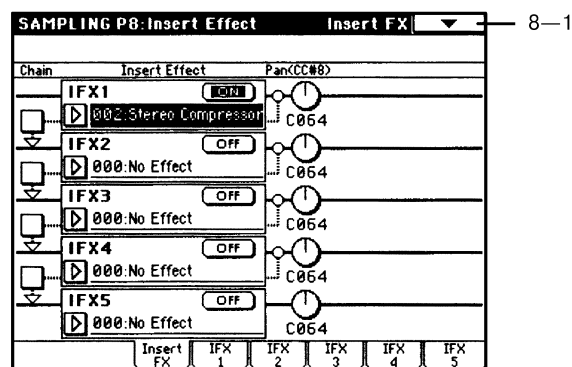 SAMPLING P8:Insert Effect Insert FX 8—1
Chain Insert Effect Pan(CC#8)
IFX1 ON
002:Stereo Compressor C064
IFX2 OFF
000:No Effect C064
IFX3 OFF
000:No Effect C064
IFX4 OFF
000:No Effect C064
IFX5 OFF
000:No Effect C064
Insert FX IFX 1 IFX 2 IFX 3 IFX 4 IFX 5